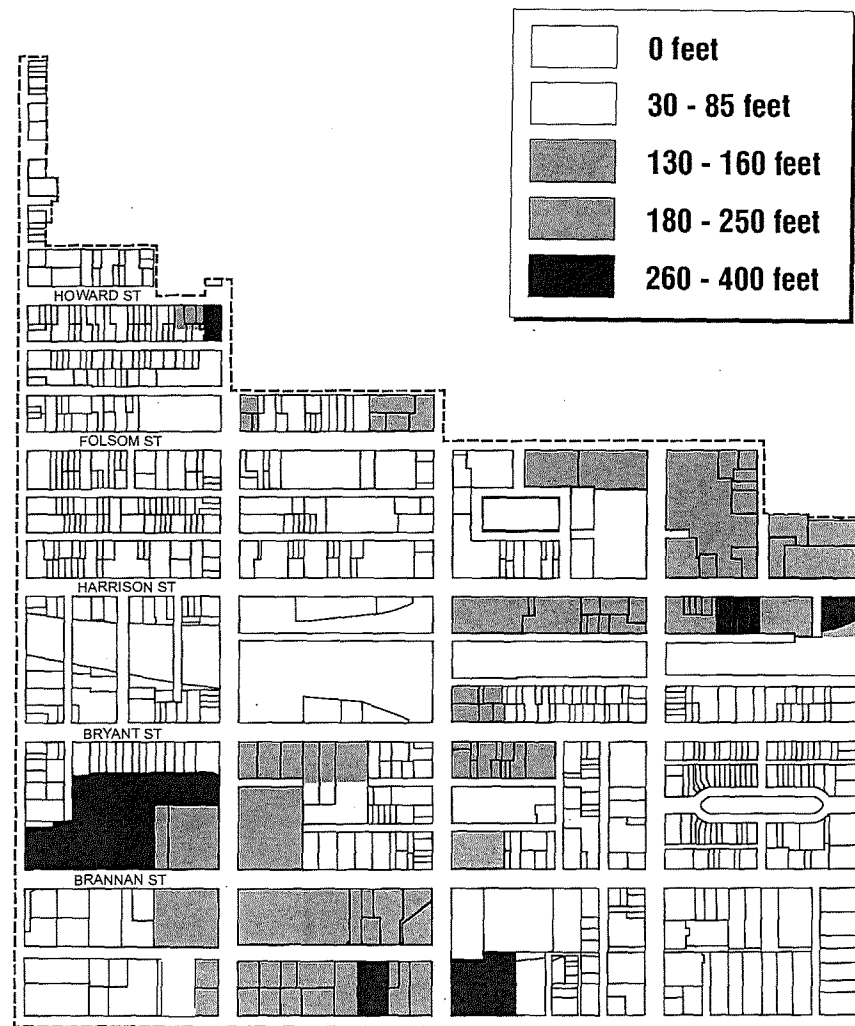 0 feet
30 - 85 feet
130 - 160 feet
180 - 250 feet
260 - 400 feet
HOWARD ST
FOLSOM ST
HARRISON ST
BRYANT ST
BRANNAN ST